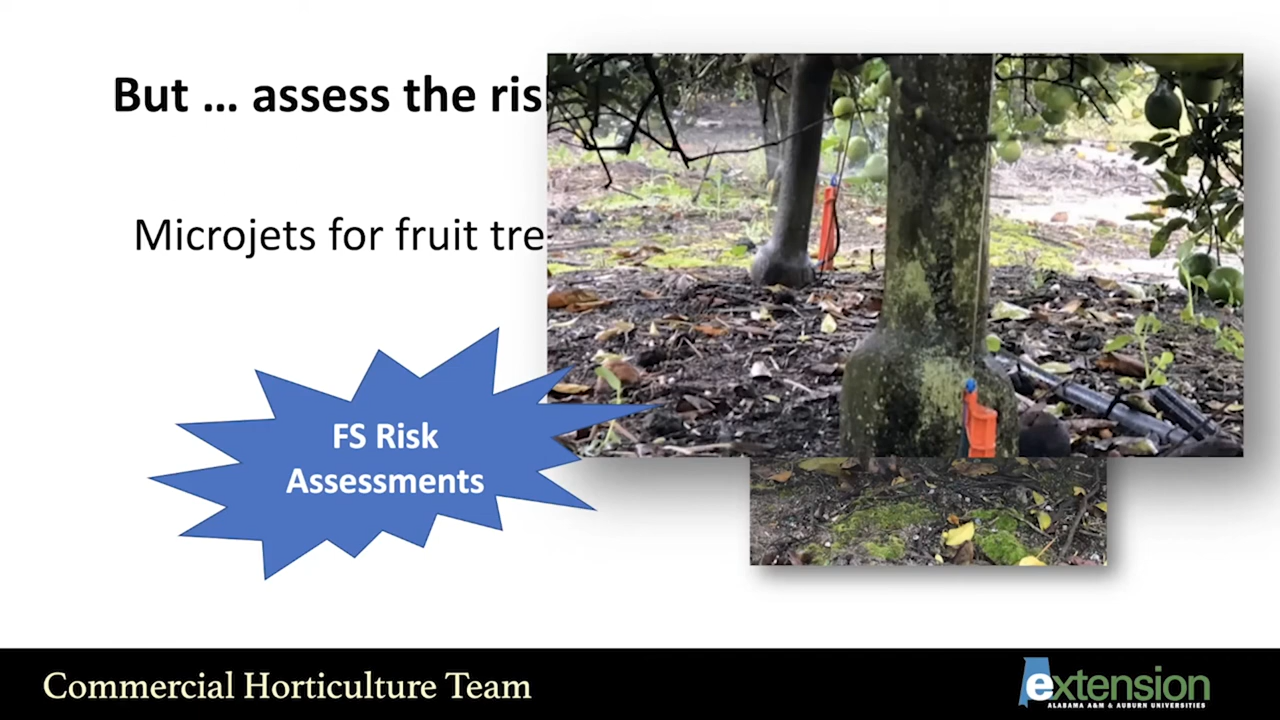 But … assess the ris
Microjets for fruit tre
FS Risk
Assessments
Commercial Horticulture Team
extension
ALABAMA A&M & AUBURN UNIVERSITIES